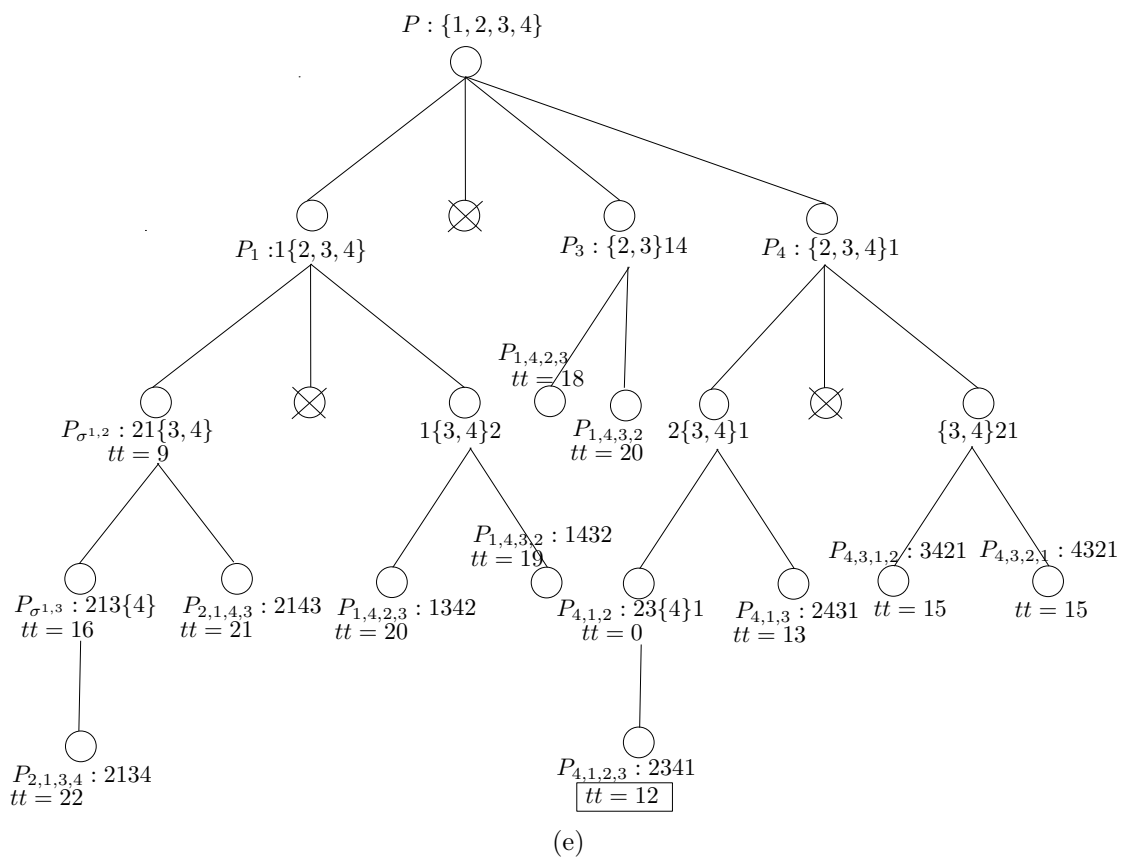 P : {1, 2, 3, 4}
P₁ :1{2, 3, 4}
P₃ : {2, 3}14
P₄ : {2, 3, 4}1
P₁,₄,₂,₃
tt = 18
P_{σ^{1,2}} : 21{3, 4}
tt = 9
1{3, 4}2
P₁,₄,₃,₂
tt = 20
2{3, 4}1
{3, 4}21
P₁,₄,₃,₂ : 1432
tt = 19
P₄,₃,₁,₂ : 3421
tt = 15
P₄,₃,₂,₁ : 4321
tt = 15
P_{σ^{1,3}} : 213{4}
tt = 16
P₂,₁,₄,₃ : 2143
tt = 21
P₁,₄,₂,₃ : 1342
tt = 20
P₄,₁,₂ : 23{4}1
tt = 0
P₄,₁,₃ : 2431
tt = 13
P₂,₁,₃,₄ : 2134
tt = 22
P₄,₁,₂,₃ : 2341
tt = 12
(e)